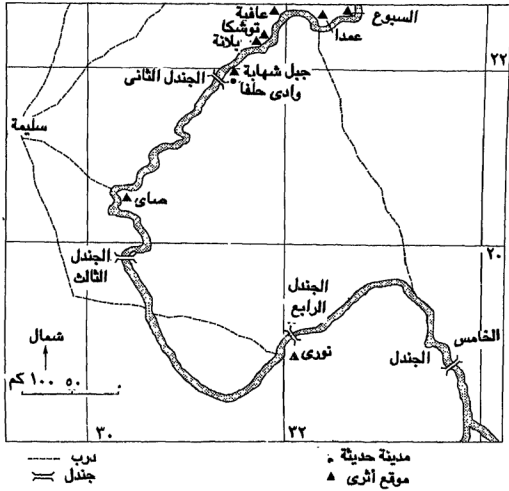 السبوع
عافية
عمدا
توشكا
يلانة
٢٢
جبل شهابة
الجندل الثانى
وادى حلفا
سليمة
صاى
٢٠
الجندل
الثالث
الجندل
الرابع
الخامس
الجندل
نورى
شمال
٥٠ ١٠٠ كم
٣٠
٣٢
درب
جندل
مدينة حديثة
موقع أثرى